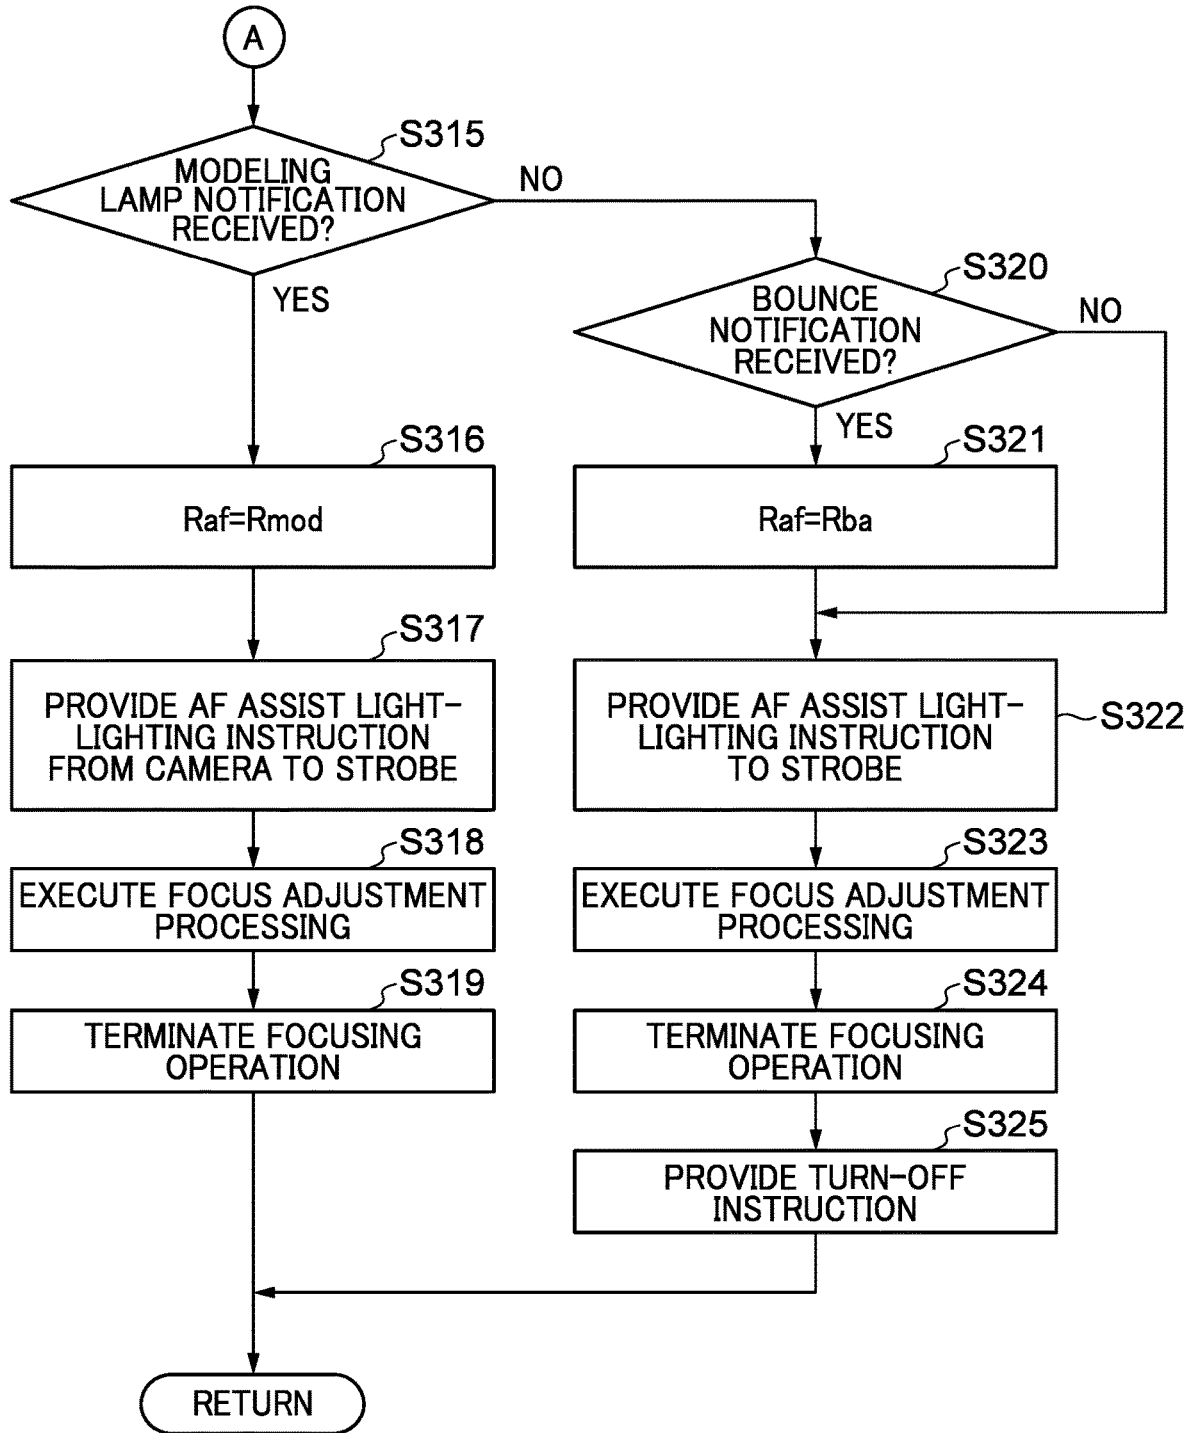 A
S315
MODELING
LAMP NOTIFICATION
RECEIVED?
NO
YES
S320
BOUNCE
NOTIFICATION
RECEIVED?
NO
YES
S316
Raf=Rmod
S321
Raf=Rba
S317
PROVIDE AF ASSIST LIGHT-
LIGHTING INSTRUCTION
FROM CAMERA TO STROBE
PROVIDE AF ASSIST LIGHT-
LIGHTING INSTRUCTION
TO STROBE
S322
S318
EXECUTE FOCUS ADJUSTMENT
PROCESSING
S323
EXECUTE FOCUS ADJUSTMENT
PROCESSING
S319
TERMINATE FOCUSING
OPERATION
S324
TERMINATE FOCUSING
OPERATION
S325
PROVIDE TURN-OFF
INSTRUCTION
RETURN